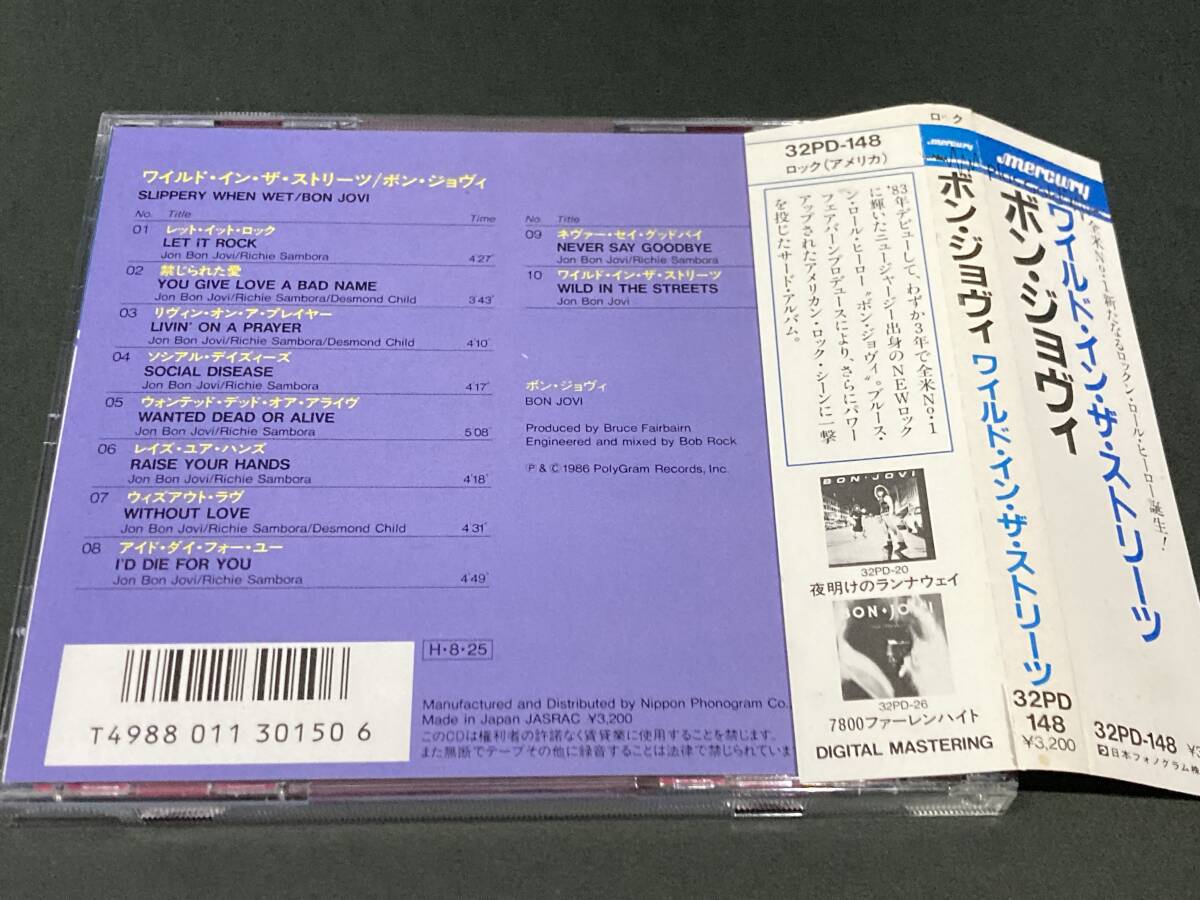 ワイルド・イン・ザ・ストリーツ/ボン・ジョヴィ
SLIPPERY WHEN WET/BON JOVI
No. Title Time
01 レット・イット・ロック
LET IT ROCK
Jon Bon Jovi/Richie Sambora 4'27"
02 禁じられた愛
YOU GIVE LOVE A BAD NAME
Jon Bon Jovi/Richie Sambora/Desmond Child 3'43"
03 リヴィン・オン・ア・プレイヤー
LIVIN' ON A PRAYER
Jon Bon Jovi/Richie Sambora/Desmond Child 4'10"
04 ソシアル・デイズィーズ
SOCIAL DISEASE
Jon Bon Jovi/Richie Sambora 4'17"
05 ウォンテッド・デッド・オア・アライヴ
WANTED DEAD OR ALIVE
Jon Bon Jovi/Richie Sambora 5'08"
06 レイズ・ユア・ハンズ
RAISE YOUR HANDS
Jon Bon Jovi/Richie Sambora 4'18"
07 ウィズアウト・ラヴ
WITHOUT LOVE
Jon Bon Jovi/Richie Sambora/Desmond Child 4'31"
08 アイド・ダイ・フォー・ユー
I'D DIE FOR YOU
Jon Bon Jovi/Richie Sambora 4'49"
No. Title
09 ネヴァー・セイ・グッドバイ
NEVER SAY GOODBYE
Jon Bon Jovi/Richie Sambora
10 ワイルド・イン・ザ・ストリーツ
WILD IN THE STREETS
Jon Bon Jovi
ボン・ジョヴィ
BON JOVI
Produced by Bruce Fairbairn
Engineered and mixed by Bob Rock
Ⓟ & © 1986 PolyGram Records, Inc.
T4988 011 30150 6
H・8・25
Manufactured and Distributed by Nippon Phonogram Co.,
Made in Japan JASRAC ¥3,200
このCDは権利者の許諾なく賃貸業に使用することを禁じます。
また無断でテープその他に録音することは法律で禁じられていま
32PD-148
ロック(アメリカ)
'83年デビューして、わずか3年で全米No.1
に輝いたニュージャージー出身のNEWロック
ン・ロール・ヒーロー“ボン・ジョヴィ”。ブルース・
フェアバーンプロデュースにより、さらにパワー
アップされたアメリカン・ロック・シーンに一撃
を投じたサード・アルバム。
BON・JOVI
32PD-20
夜明けのランナウェイ
BON・JOVI
32PD-26
7800ファーレンハイト
DIGITAL MASTERING
mercury
ボン・ジョヴィ ワイルド・イン・ザ・ストリーツ
32PD
148
¥3,200
mercury
全米No.1新たなるロックン・ロール・ヒーロー誕生!
ワイルド・イン・ザ・ストリーツ
ボン・ジョヴィ
32PD-148
日本フォノグラム株